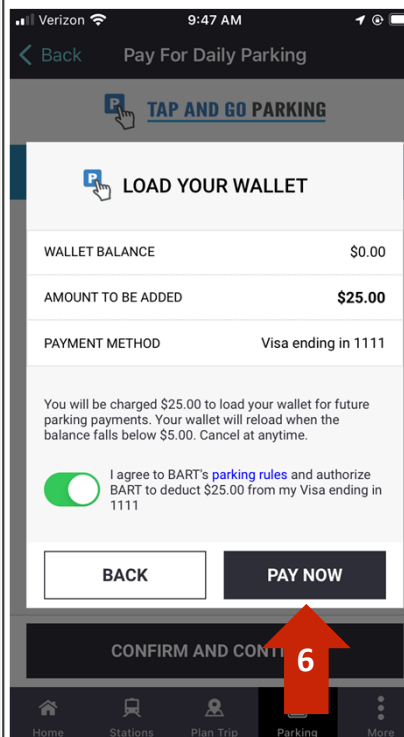 Verizon 9:47 AM
Back Pay For Daily Parking
TAP AND GO PARKING
LOAD YOUR WALLET
WALLET BALANCE $0.00
AMOUNT TO BE ADDED $25.00
PAYMENT METHOD Visa ending in 1111
You will be charged $25.00 to load your wallet for future
parking payments. Your wallet will reload when the
balance falls below $5.00. Cancel at anytime.
I agree to BART's parking rules and authorize
BART to deduct $25.00 from my Visa ending in
1111
BACK PAY NOW
CONFIRM AND CONT
6
Home Stations Plan Trip Parking More